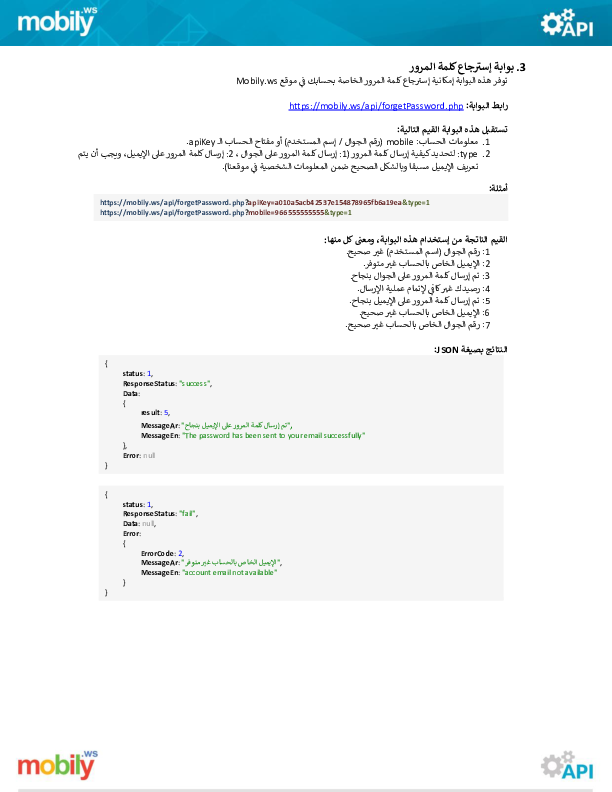 mobily.ws
API
3. بوابة إسترجاع كلمة المرور
توفر هذه البوابة إمكانية إسترجاع كلمة المرور الخاصة بحسابك في موقع Mobily.ws
رابط البوابة: https://mobily.ws/api/forgetPassword.php
تستقبل هذه البوابة القيم التالية:
1. معلومات الحساب: mobile (رقم الجوال / إسم المستخدم) أو مفتاح الحساب الـ apiKey.
2. type: لتحديد كيفية إرسال كلمة المرور (1: إرسال كلمة المرور على الجوال ، 2: إرسال كلمة المرور على الإيميل، ويجب أن يتم
تعريف الإيميل مسبقا وبالشكل الصحيح ضمن المعلومات الشخصية في موقعنا).
أمثلة:
https://mobily.ws/api/forgetPassword.php?apiKey=a010a5acb42537e154878965fb6a19ea&type=1
https://mobily.ws/api/forgetPassword.php?mobile=966555555555&type=1
القيم الناتجة من إستخدام هذه البوابة، ومعنى كل منها:
1: رقم الجوال (اسم المستخدم) غير صحيح.
2: الإيميل الخاص بالحساب غير متوفر.
3: تم إرسال كلمة المرور على الجوال بنجاح.
4: رصيدك غير كافي لإتمام عملية الإرسال.
5: تم إرسال كلمة المرور على الإيميل بنجاح.
6: الإيميل الخاص بالحساب غير صحيح.
7: رقم الجوال الخاص بالحساب غير صحيح.
النتائج بصيغة JSON:
{
status: 1,
ResponseStatus: "success",
Data:
{
result: 5,
MessageAr: "تم إرسال كلمة المرور على الإيميل بنجاح",
MessageEn: "The password has been sent to your email successfully"
},
Error: null
}
{
status: 1,
ResponseStatus: "fail",
Data: null,
Error:
{
ErrorCode: 2,
MessageAr: "الإيميل الخاص بالحساب غير متوفر",
MessageEn: "account email not available"
}
}
mobily.ws
API